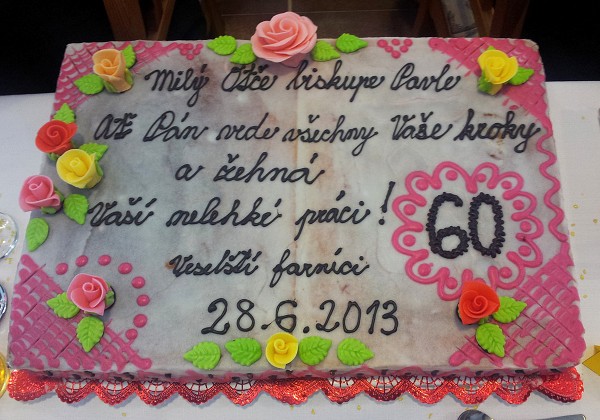 Milý Otče biskupe Pavle
Ať Pán vede všechny Vaše kroky
a žehná
Vaší nelehké práci!
60
Veselští farníci
28.6.2013